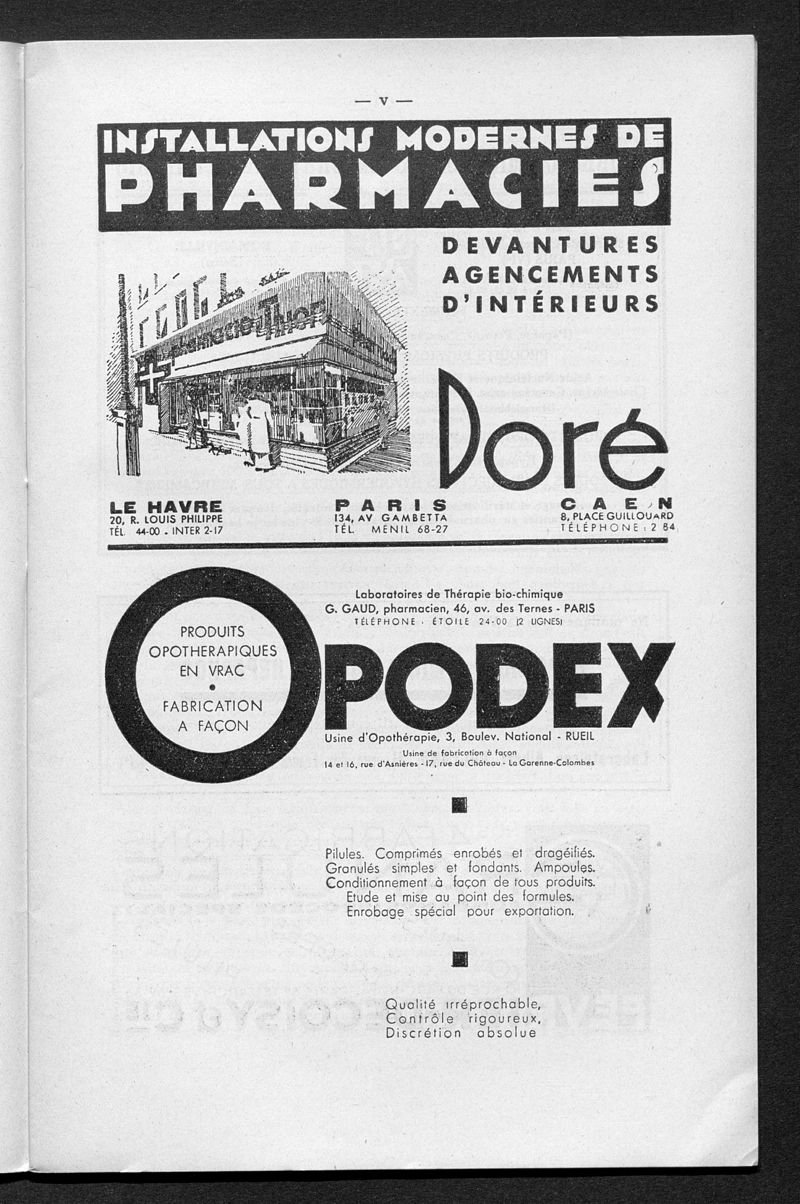 — V —
INSTALLATIONS MODERNES DE
PHARMACIES
DEVANTURES
AGENCEMENTS
D'INTÉRIEURS
pharmacie
Doré
LE HAVRE
20, R. LOUIS PHILIPPE
TÉL. 44-00 - INTER 2-17
PARIS
134, AV GAMBETTA
TÉL. MENIL 68-27
CAEN
8, PLACE GUILLOUARD
TÉLÉPHONE : 2 84
Laboratoires de Thérapie bio-chimique
G. GAUD, pharmacien, 46, av. des Ternes - PARIS
TÉLÉPHONE : ÉTOILE 24-00 (2 LIGNES)
PRODUITS
OPOTHERAPIQUES
EN VRAC
•
FABRICATION
A FAÇON
OPODEX
Usine d'Opothérapie, 3, Boulev. National - RUEIL
Usine de fabrication à façon
14 et 16, rue d'Asnières - 17, rue du Château - La Garenne-Colombes
Pilules. Comprimés enrobés et dragéifiés.
Granulés simples et fondants. Ampoules.
Conditionnement à façon de tous produits.
Etude et mise au point des formules.
Enrobage spécial pour exportation.
Qualité irréprochable,
Contrôle rigoureux,
Discrétion absolue